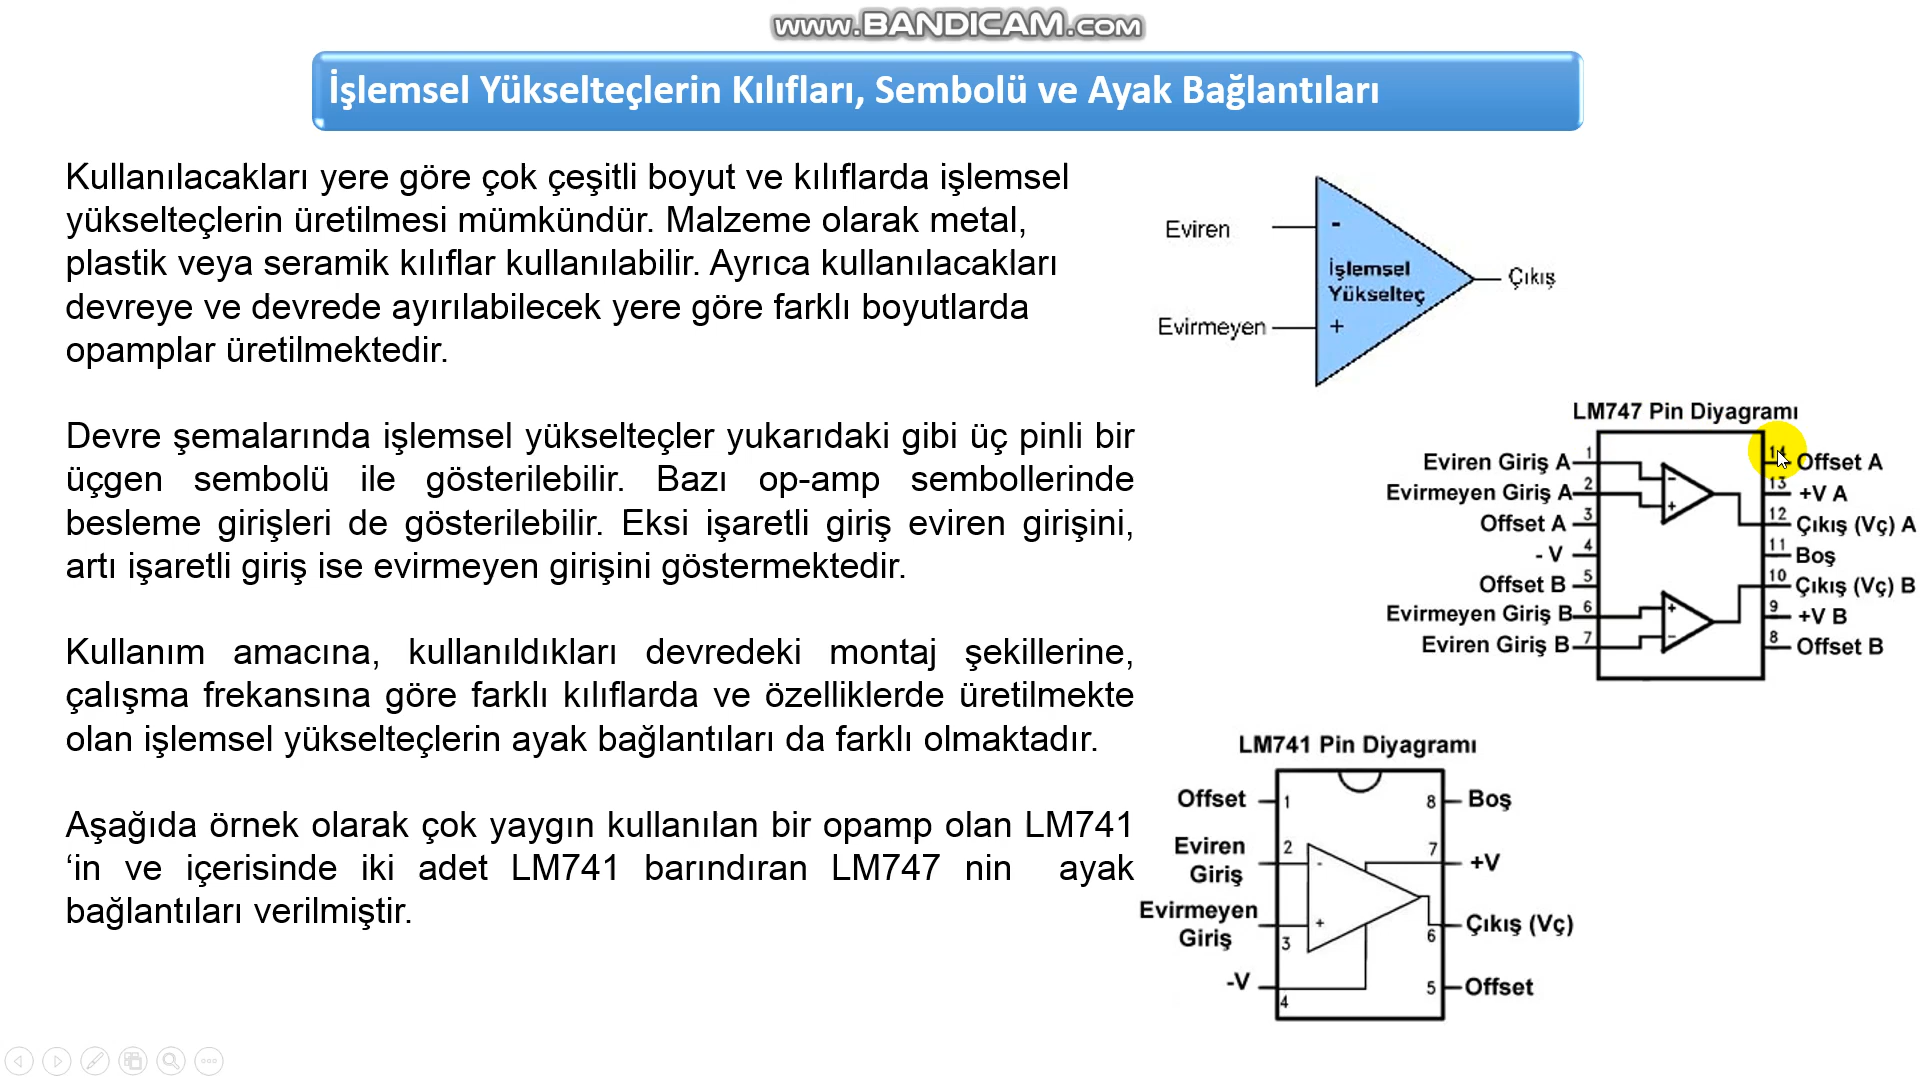 www.BANDICAM.com
İşlemsel Yükselteçlerin Kılıfları, Sembolü ve Ayak Bağlantıları
Kullanılacakları yere göre çok çeşitli boyut ve kılıflarda işlemsel
yükselteçlerin üretilmesi mümkündür. Malzeme olarak metal,
plastik veya seramik kılıflar kullanılabilir. Ayrıca kullanılacakları
devreye ve devrede ayırılabilecek yere göre farklı boyutlarda
opamplar üretilmektedir.
Devre şemalarında işlemsel yükselteçler yukarıdaki gibi üç pinli bir
üçgen sembolü ile gösterilebilir. Bazı op-amp sembollerinde
besleme girişleri de gösterilebilir. Eksi işaretli giriş eviren girişini,
artı işaretli giriş ise evirmeyen girişini göstermektedir.
Kullanım amacına, kullanıldıkları devredeki montaj şekillerine,
çalışma frekansına göre farklı kılıflarda ve özelliklerde üretilmekte
olan işlemsel yükselteçlerin ayak bağlantıları da farklı olmaktadır.
Aşağıda örnek olarak çok yaygın kullanılan bir opamp olan LM741
‘in ve içerisinde iki adet LM741 barındıran LM747 nin ayak
bağlantıları verilmiştir.
Eviren -
İşlemsel
Yükselteç
Çıkış
Evirmeyen +
LM747 Pin Diyagramı
Eviren Giriş A 1 14 Offset A
Evirmeyen Giriş A 2 - 13 +V A
Offset A 3 + 12 Çıkış (Vç) A
- V 4 11 Boş
Offset B 5 10 Çıkış (Vç) B
Evirmeyen Giriş B 6 + 9 +V B
Eviren Giriş B 7 - 8 Offset B
LM741 Pin Diyagramı
Offset 1 8 Boş
Eviren
Giriş
2 - 7 +V
Evirmeyen
Giriş
3 + 6 Çıkış (Vç)
-V 4 5 Offset